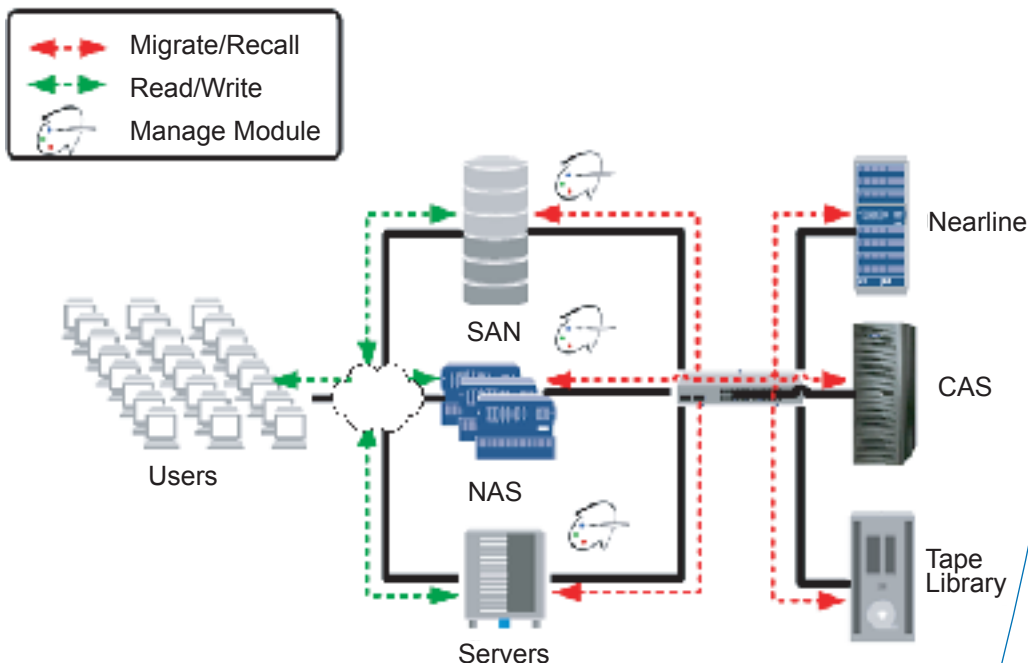 Migrate/Recall
Read/Write
Manage Module
Nearline
SAN
CAS
Users
NAS
Tape
Library
Servers